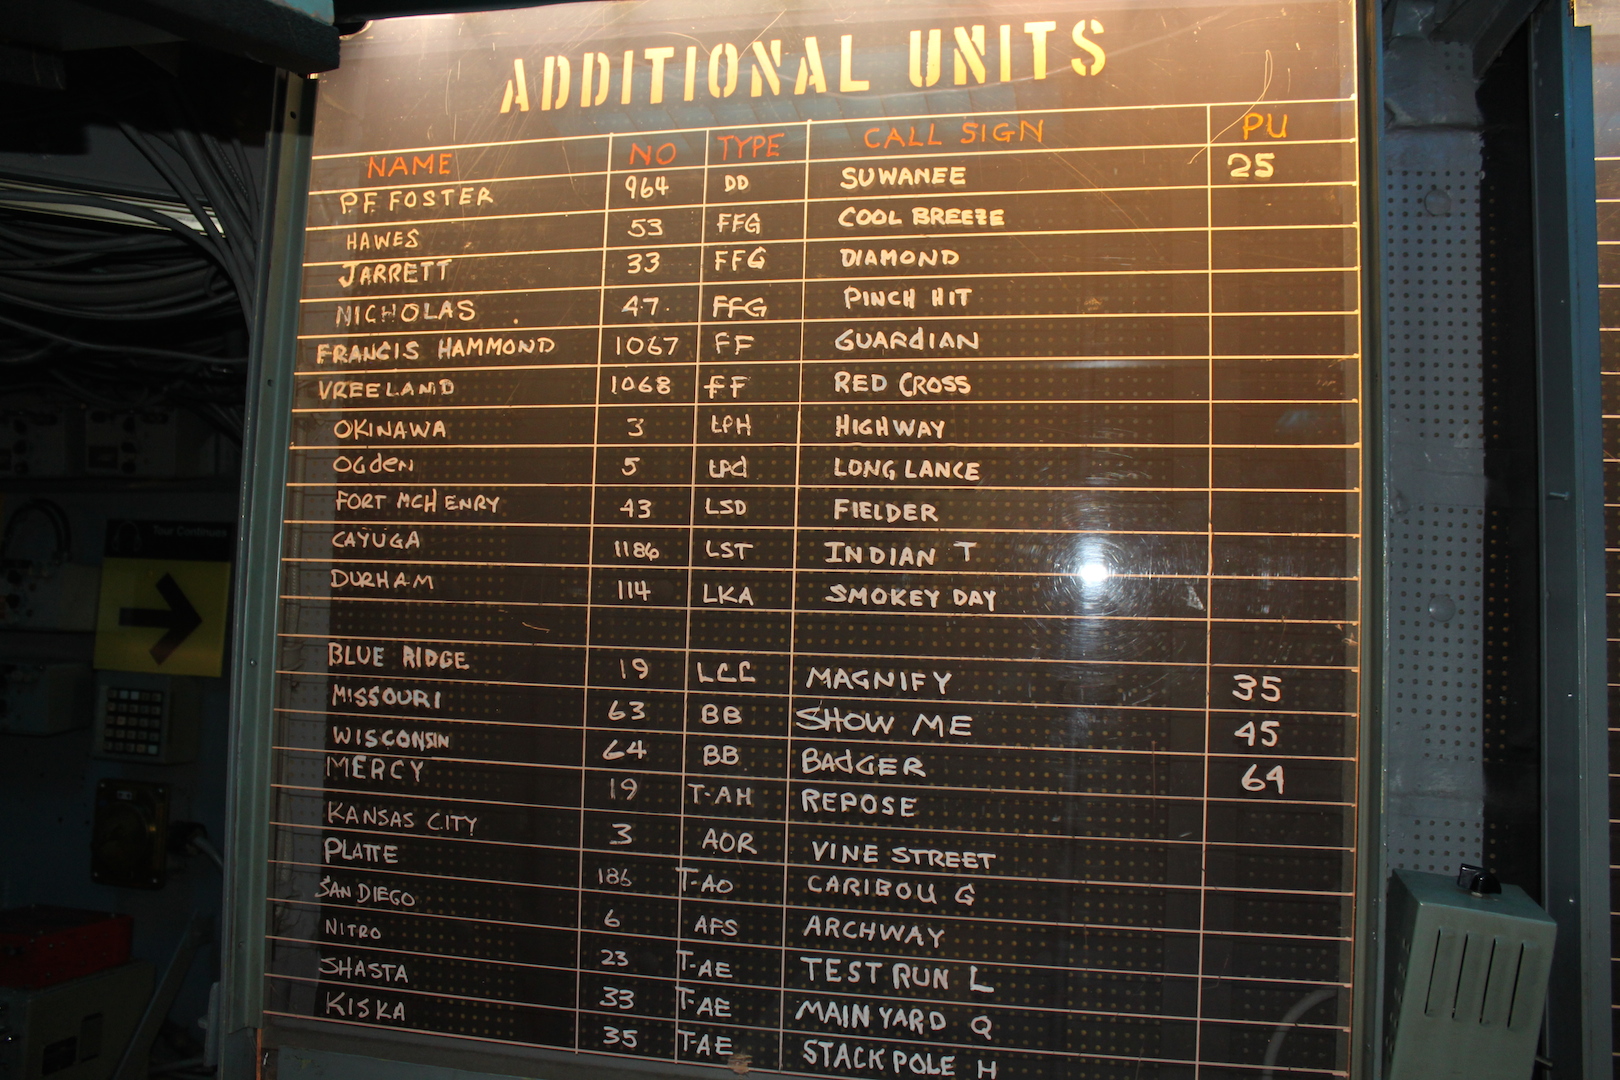 ADDITIONAL UNITS
NAME NO TYPE CALL SIGN PU
P.F. FOSTER 964 DD SUWANEE 25
HAWES 53 FFG COOL BREEZE
JARRETT 33 FFG DIAMOND
NICHOLAS 47 FFG PINCH HIT
FRANCIS HAMMOND 1067 FF GUARdIAN
VREELAND 1068 FF RED CROSS
OKINAWA 3 LPH HIGHWAY
OGdeN 5 LPd LONG LANCE
FORT MCHENRY 43 LSD FIELDER
CAYUGA 1186 LST INDIAN T
DURHAM 114 LKA SMOKEY DAY
BLUE RIDGE 19 LCC MAGNIFY 35
MISSOURI 63 BB SHOW ME 45
WISCONSIN 64 BB BAdGER 64
MERCY 19 T-AH REPOSE
KANSAS CITY 3 AOR VINE STREET
PLATTE 186 T-AO CARIBOU G
SAN DIEGO 6 AFS ARCHWAY
NITRO 23 T-AE TEST RUN L
SHASTA 33 T-AE MAIN YARD Q
KISKA 35 T-AE STACKPOLE H
Tour Continues